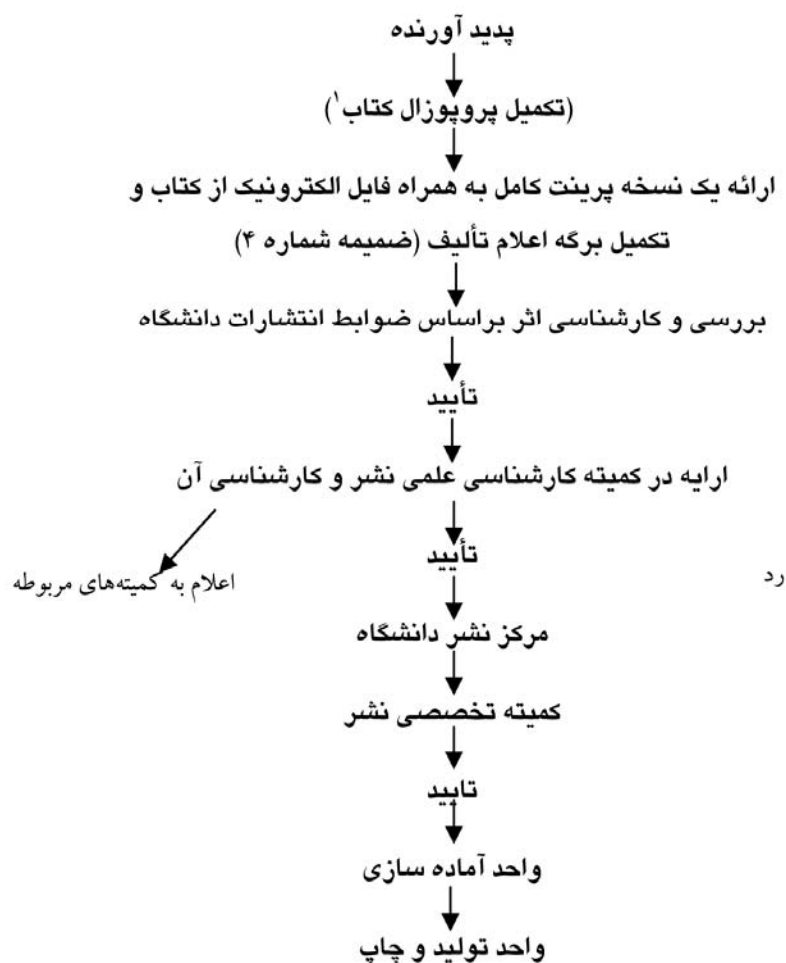 پدید آورنده
(تکمیل پروپوزال کتاب۱)
ارائه یک نسخه پرینت کامل به همراه فایل الکترونیک از کتاب و
تکمیل برگه اعلام تألیف (ضمیمه شماره ۴)
بررسی و کارشناسی اثر براساس ضوابط انتشارات دانشگاه
تأیید
ارایه در کمیته کارشناسی علمی نشر و کارشناسی آن
رد
تأیید
اعلام به کمیته‌های مربوطه
مرکز نشر دانشگاه
کمیته تخصصی نشر
تایید
واحد آماده سازی
واحد تولید و چاپ